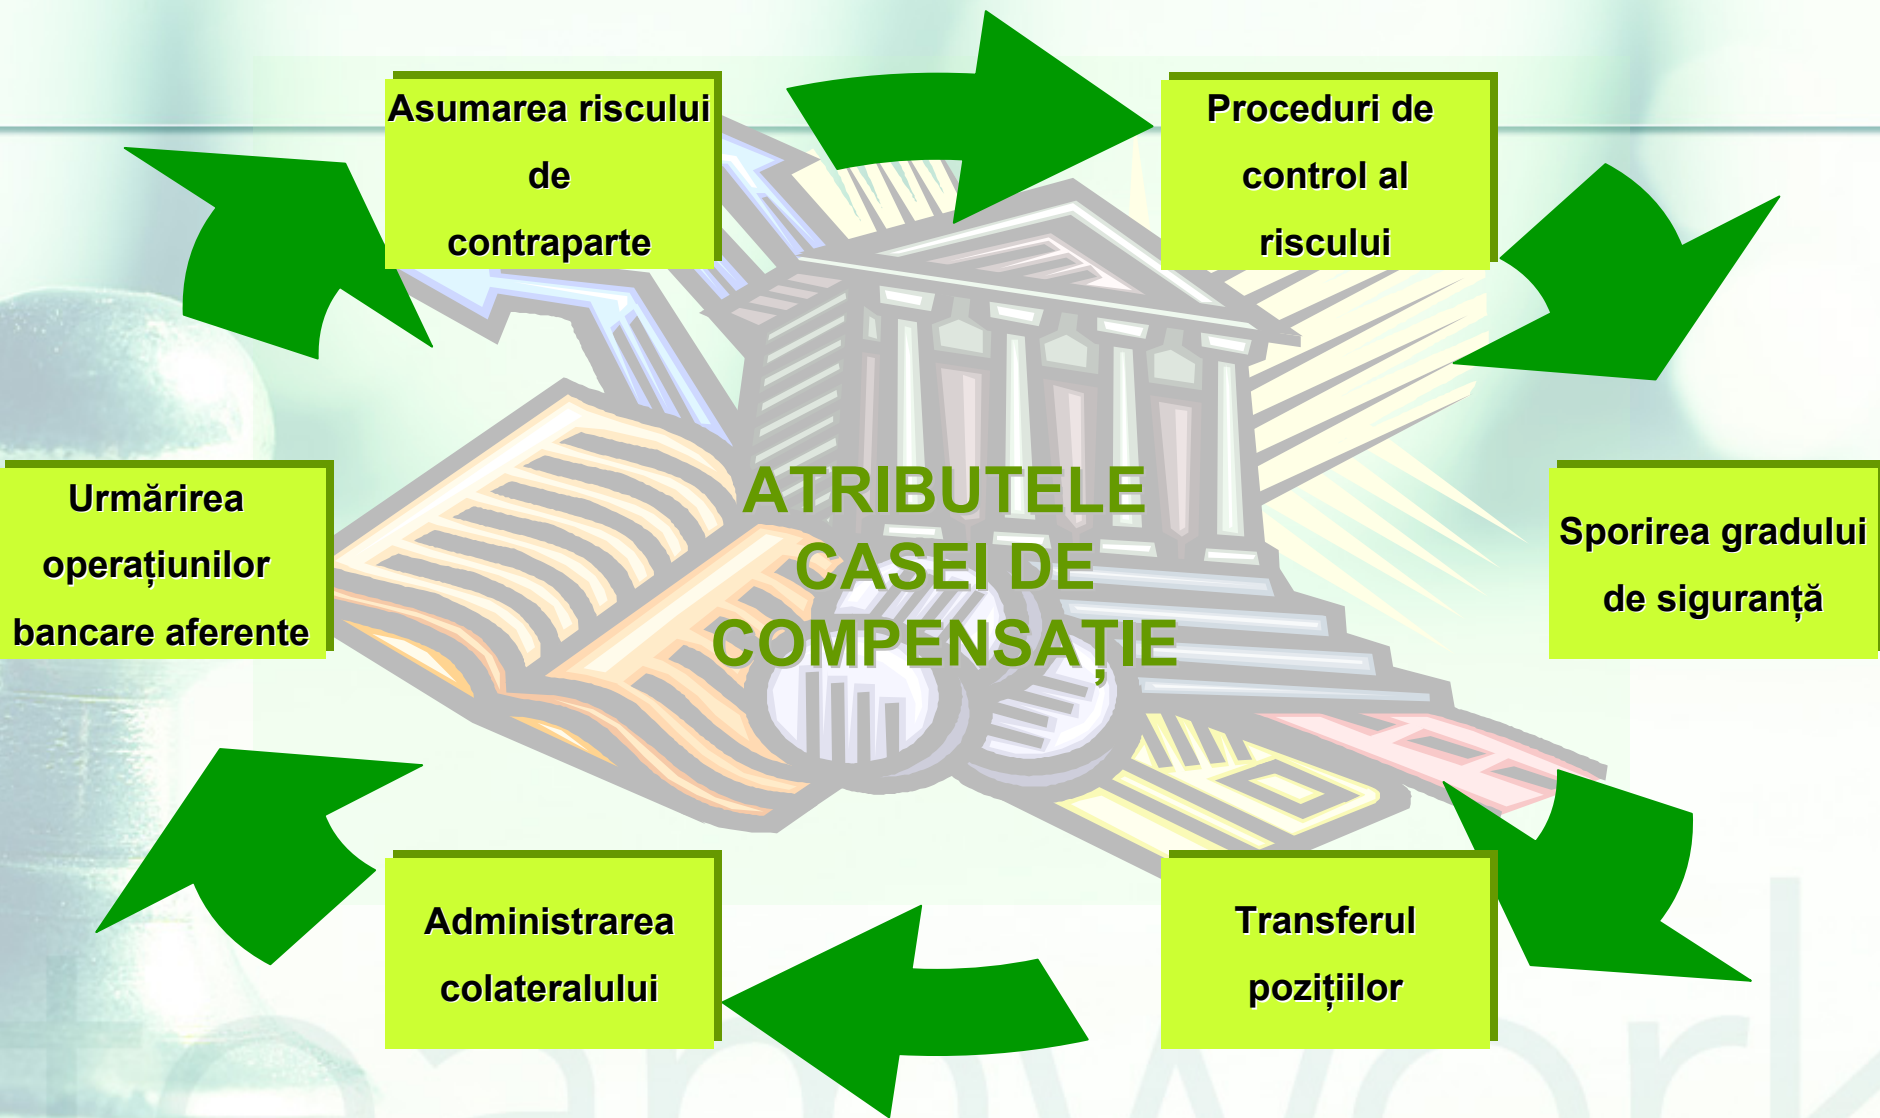 Asumarea riscului
de
contraparte
Proceduri de
control al
riscului
Urmărirea
operațiunilor
bancare aferente
ATRIBUTELE
CASEI DE
COMPENSAȚIE
Sporirea gradului
de siguranță
Administrarea
colateralului
Transferul
pozițiilor
teamwork